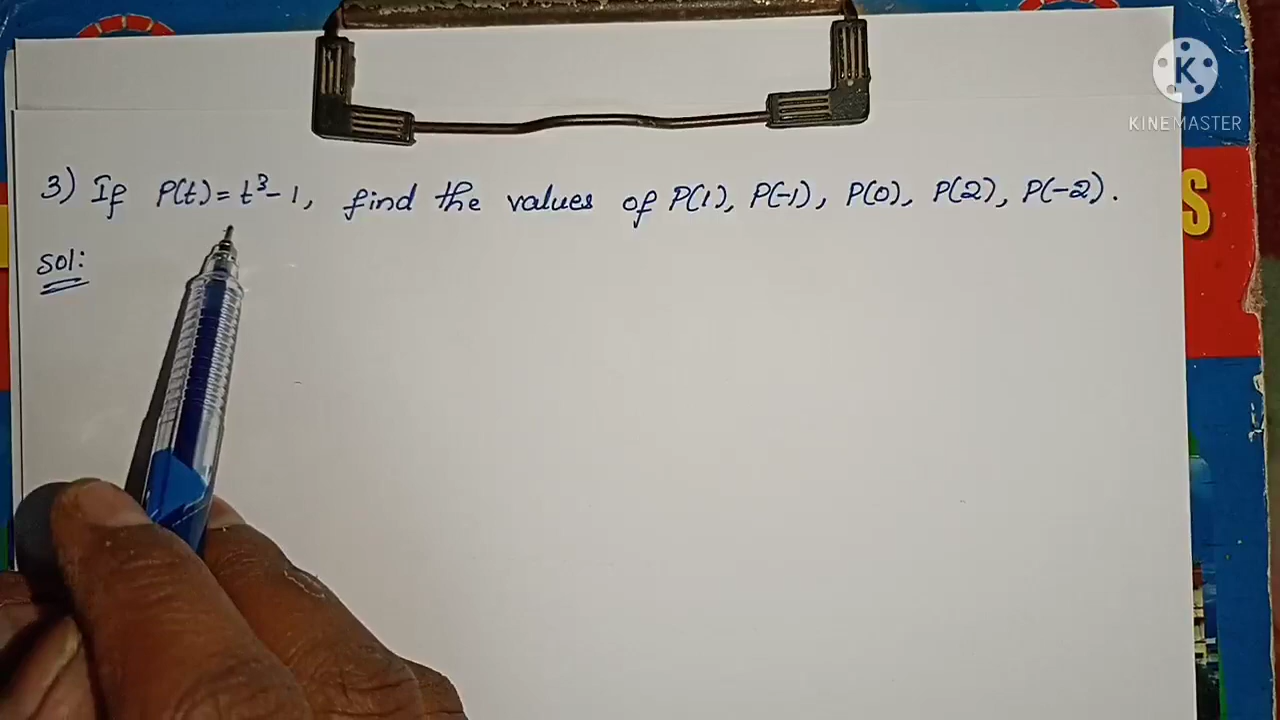 KINEMASTER
3) If P(t) = t³ - 1, find the values of P(1), P(-1), P(0), P(2), P(-2).
Sol:
S